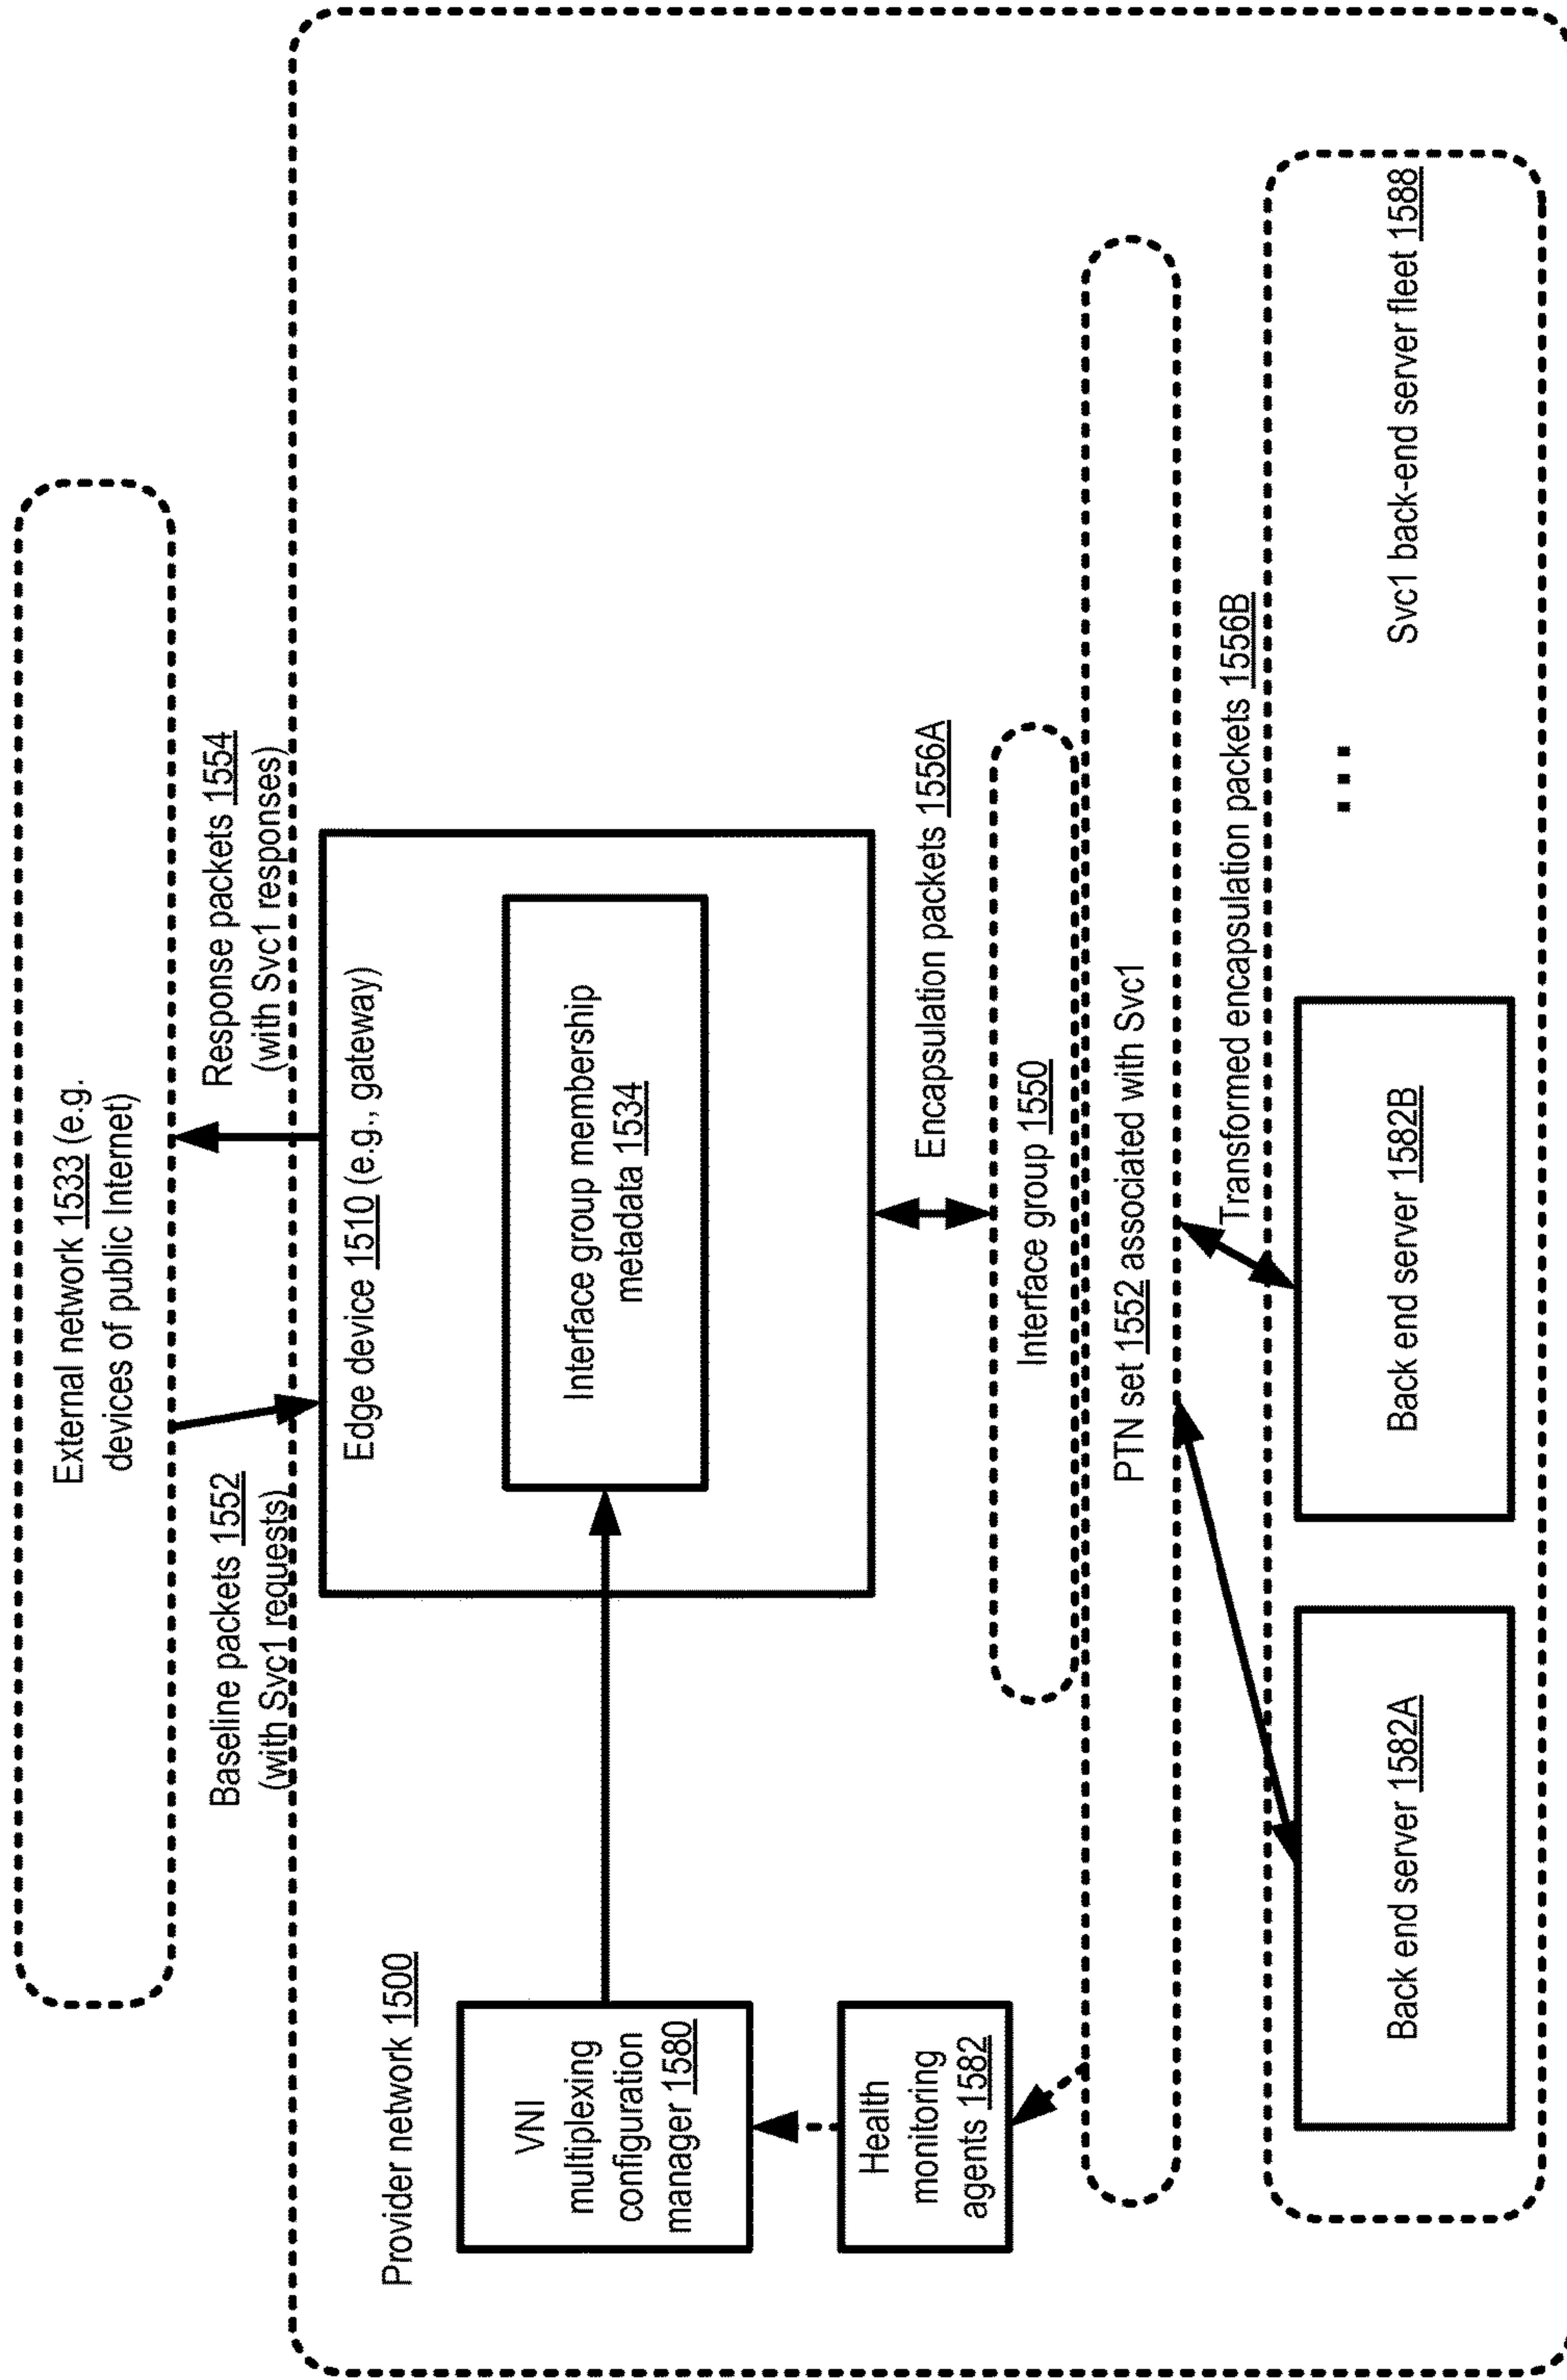 External network 1533 (e.g.
devices of public Internet)
Baseline packets 1552
(with Svc1 requests)
Response packets 1554
(with Svc1 responses)
Provider network 1500
Edge device 1510 (e.g., gateway)
Interface group membership
metadata 1534
VNI
multiplexing
configuration
manager 1580
Health
monitoring
agents 1582
Encapsulation packets 1556A
Interface group 1550
PTN set 1552 associated with Svc1
Transformed encapsulation packets 1556B
Back end server 1582A
Back end server 1582B
...
Svc1 back-end server fleet 1588